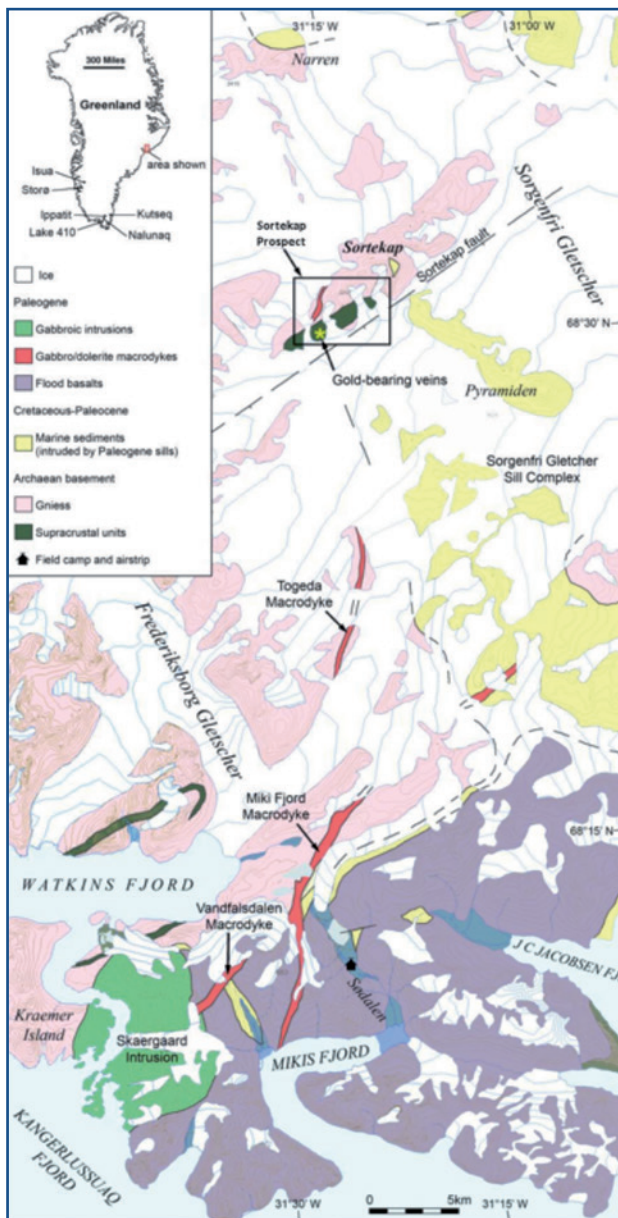 31°15' W
31°00' W
Narren
300 Miles
Greenland
area shown
Isua
Storø
Ippatit
Kutseq
Lake 410
Nalunaq
Sortekap
Prospect
Sortekap
Sortekap fault
Sorgenfri Gletscher
68°30' N
Gold-bearing veins
Pyramiden
Sorgenfri Gletcher
Sill Complex
Ice
Paleogene
Gabbroic intrusions
Gabbro/dolerite macrodykes
Flood basalts
Cretaceous-Paleocene
Marine sediments
(intruded by Paleogene sills)
Archaean basement
Gniess
Supracrustal units
Field camp and airstrip
Togeda
Macrodyke
Frederiksborg Gletscher
Miki Fjord
Macrodyke
68°15' N
WATKINS FJORD
Vandfalsdalen
Macrodyke
J C JACOBSEN FJ
Sødalen
Kraemer
Island
Skaergaard
Intrusion
MIKIS FJORD
KANGERLUSSUAQ
FJORD
31°30' W
0 5km
31°15' W